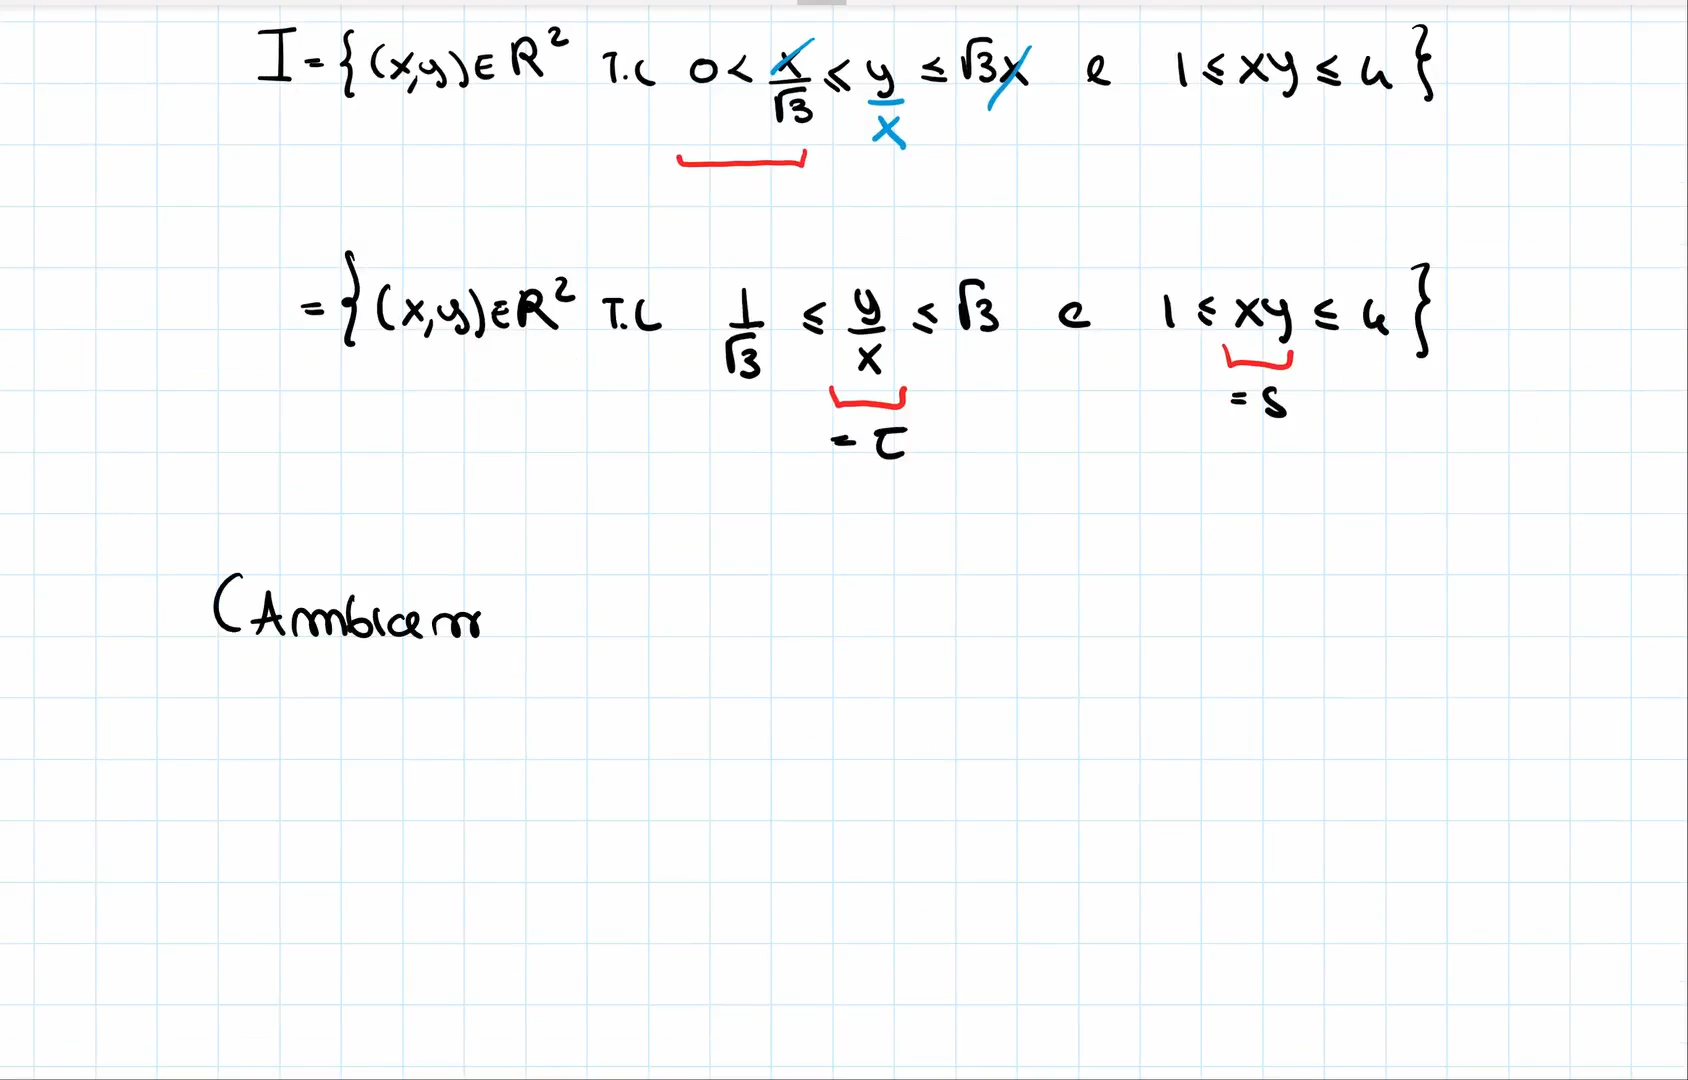 I = {(x,y) ∈ R² T.C 0 < x/√3 ≤ y/x ≤ √3x e 1 ≤ xy ≤ 4}
= {(x,y) ∈ R² T.C 1/√3 ≤ y/x ≤ √3 e 1 ≤ xy ≤ 4}
= τ = s
Cambiam